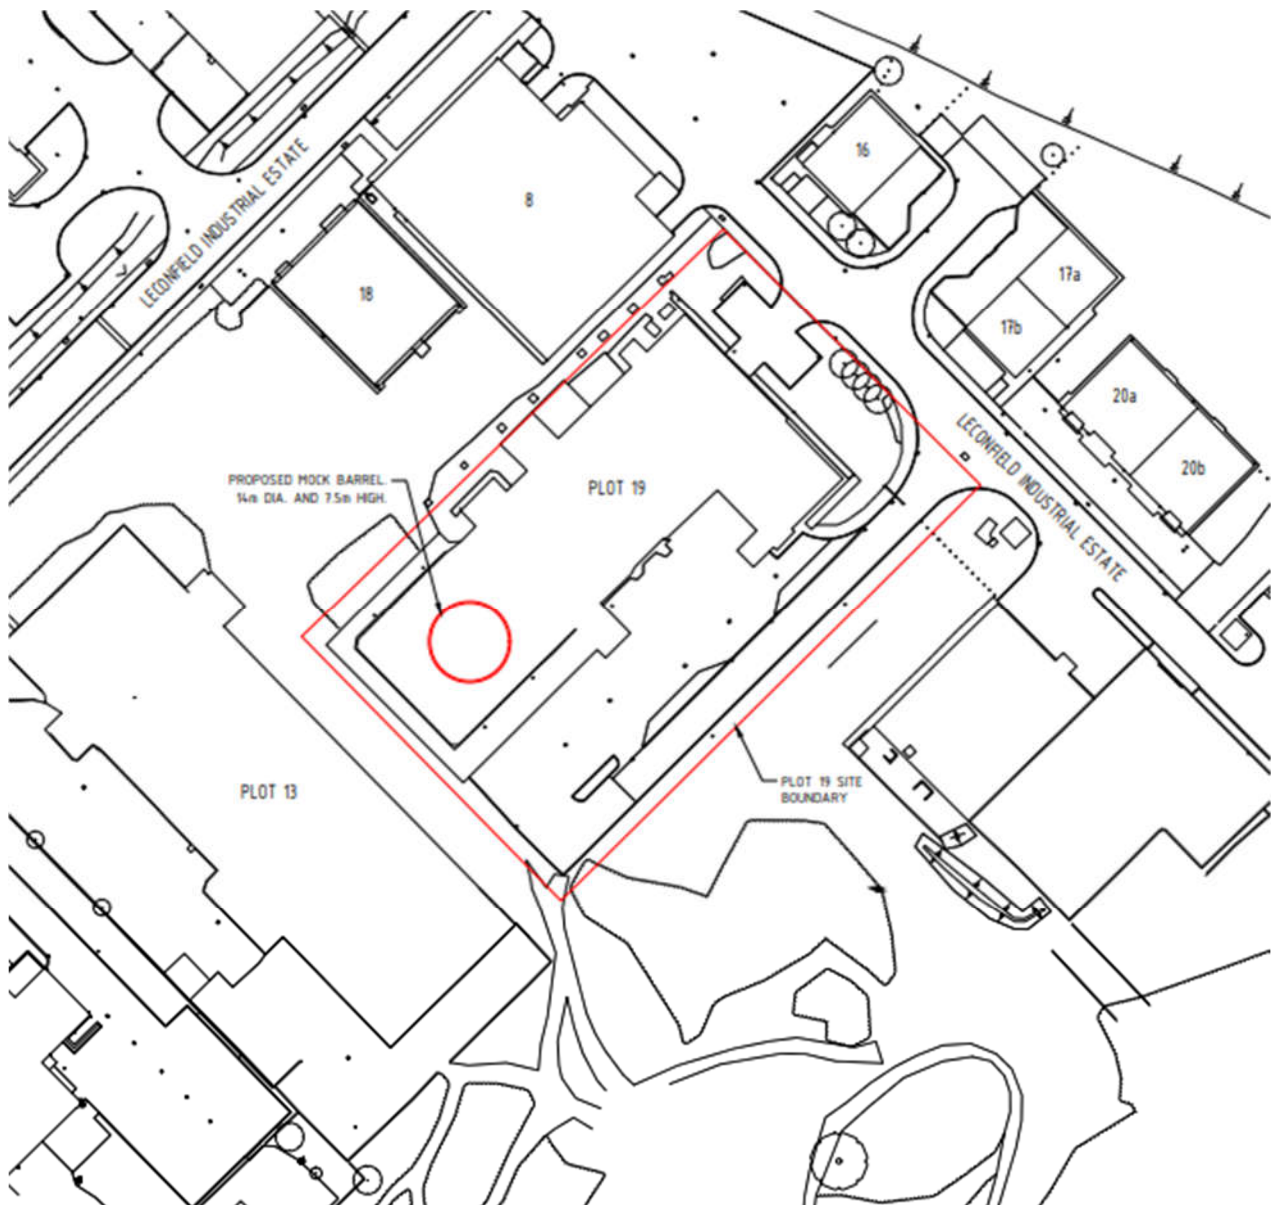 LECONFIELD INDUSTRIAL ESTATE
8
16
17a
17b
18
20a
20b
LECONFIELD INDUSTRIAL ESTATE
PROPOSED MOCK BARREL.
14m DIA. AND 7.5m HIGH.
PLOT 19
PLOT 13
PLOT 19 SITE
BOUNDARY